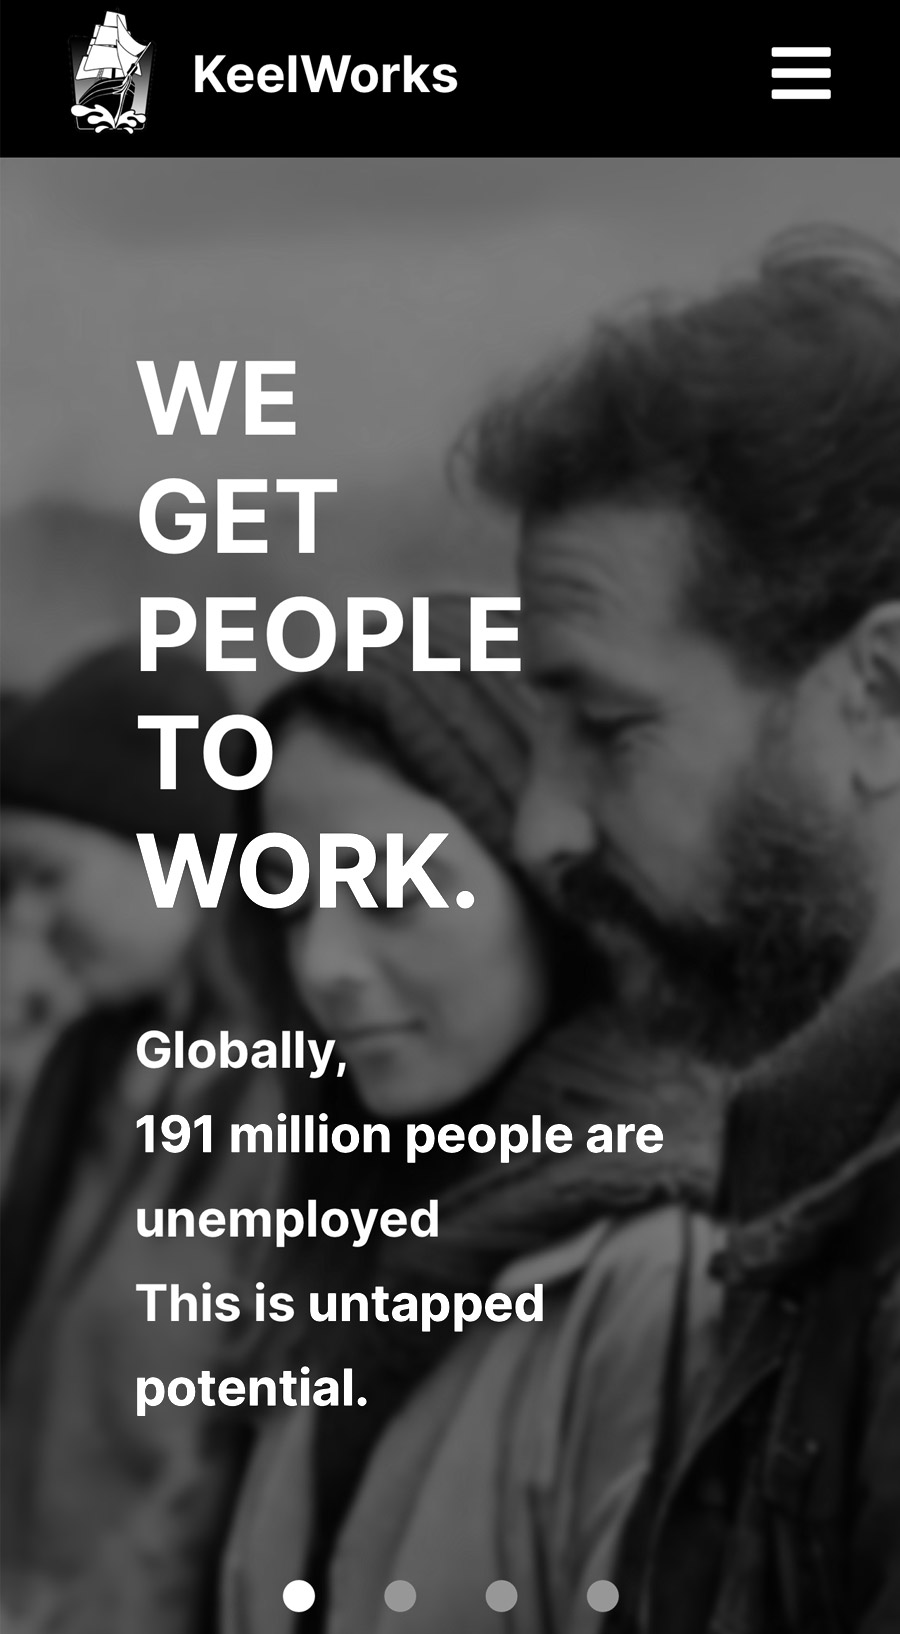 KeelWorks
WE
GET
PEOPLE
TO
WORK.
Globally,
191 million people are
unemployed
This is untapped
potential.